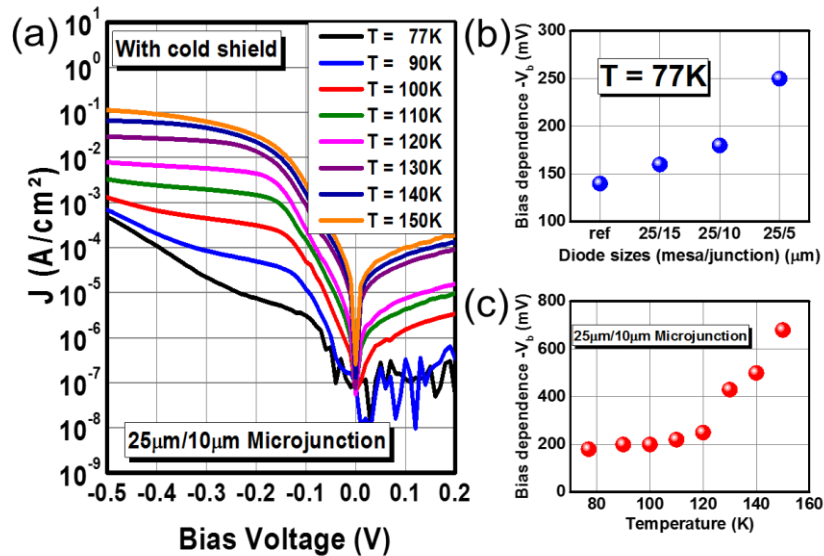 (a)
With cold shield
T = 77K
T = 90K
T = 100K
T = 110K
T = 120K
T = 130K
T = 140K
T = 150K
J (A/cm²)
10¹
10⁰
10⁻¹
10⁻²
10⁻³
10⁻⁴
10⁻⁵
10⁻⁶
10⁻⁷
10⁻⁸
10⁻⁹
25μm/10μm Microjunction
-0.5 -0.4 -0.3 -0.2 -0.1 0.0 0.1 0.2
Bias Voltage (V)
(b)
Bias dependence -V_b (mV)
300
250
200
150
100
T = 77K
ref 25/15 25/10 25/5
Diode sizes (mesa/junction) (μm)
(c)
Bias dependence -V_b (mV)
800
600
400
200
0
25μm/10μm Microjunction
80 100 120 140 160
Temperature (K)